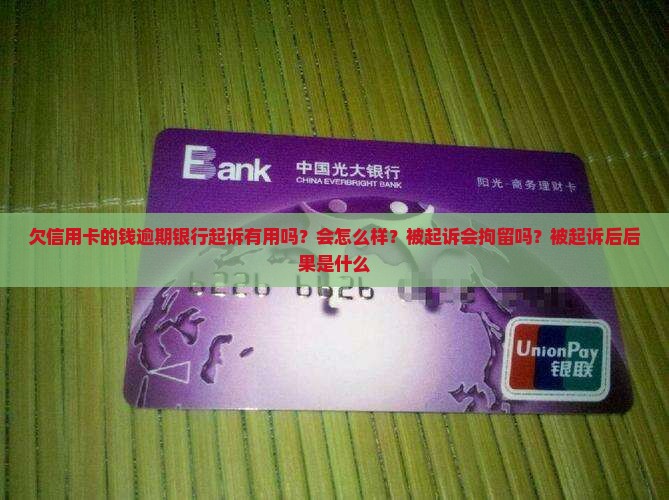 Bank
中国光大银行
CHINA EVERBRIGHT BANK
阳光·商务理财卡
欠信用卡的钱逾期银行起诉有用吗？会怎么样？被起诉会拘留吗？被起诉后后
果是什么
UnionPay
银联